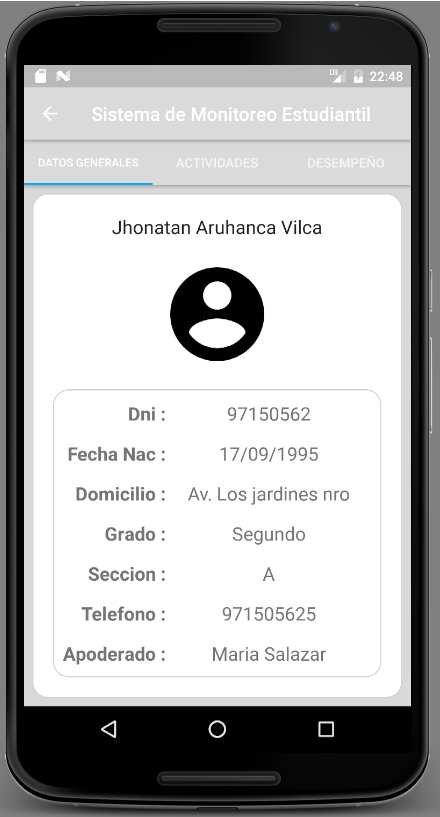 22:48
Sistema de Monitoreo Estudiantil
DATOS GENERALES ACTIVIDADES DESEMPEÑO
Jhonatan Aruhanca Vilca
Dni : 97150562
Fecha Nac : 17/09/1995
Domicilio : Av. Los jardines nro
Grado : Segundo
Seccion : A
Telefono : 971505625
Apoderado : Maria Salazar